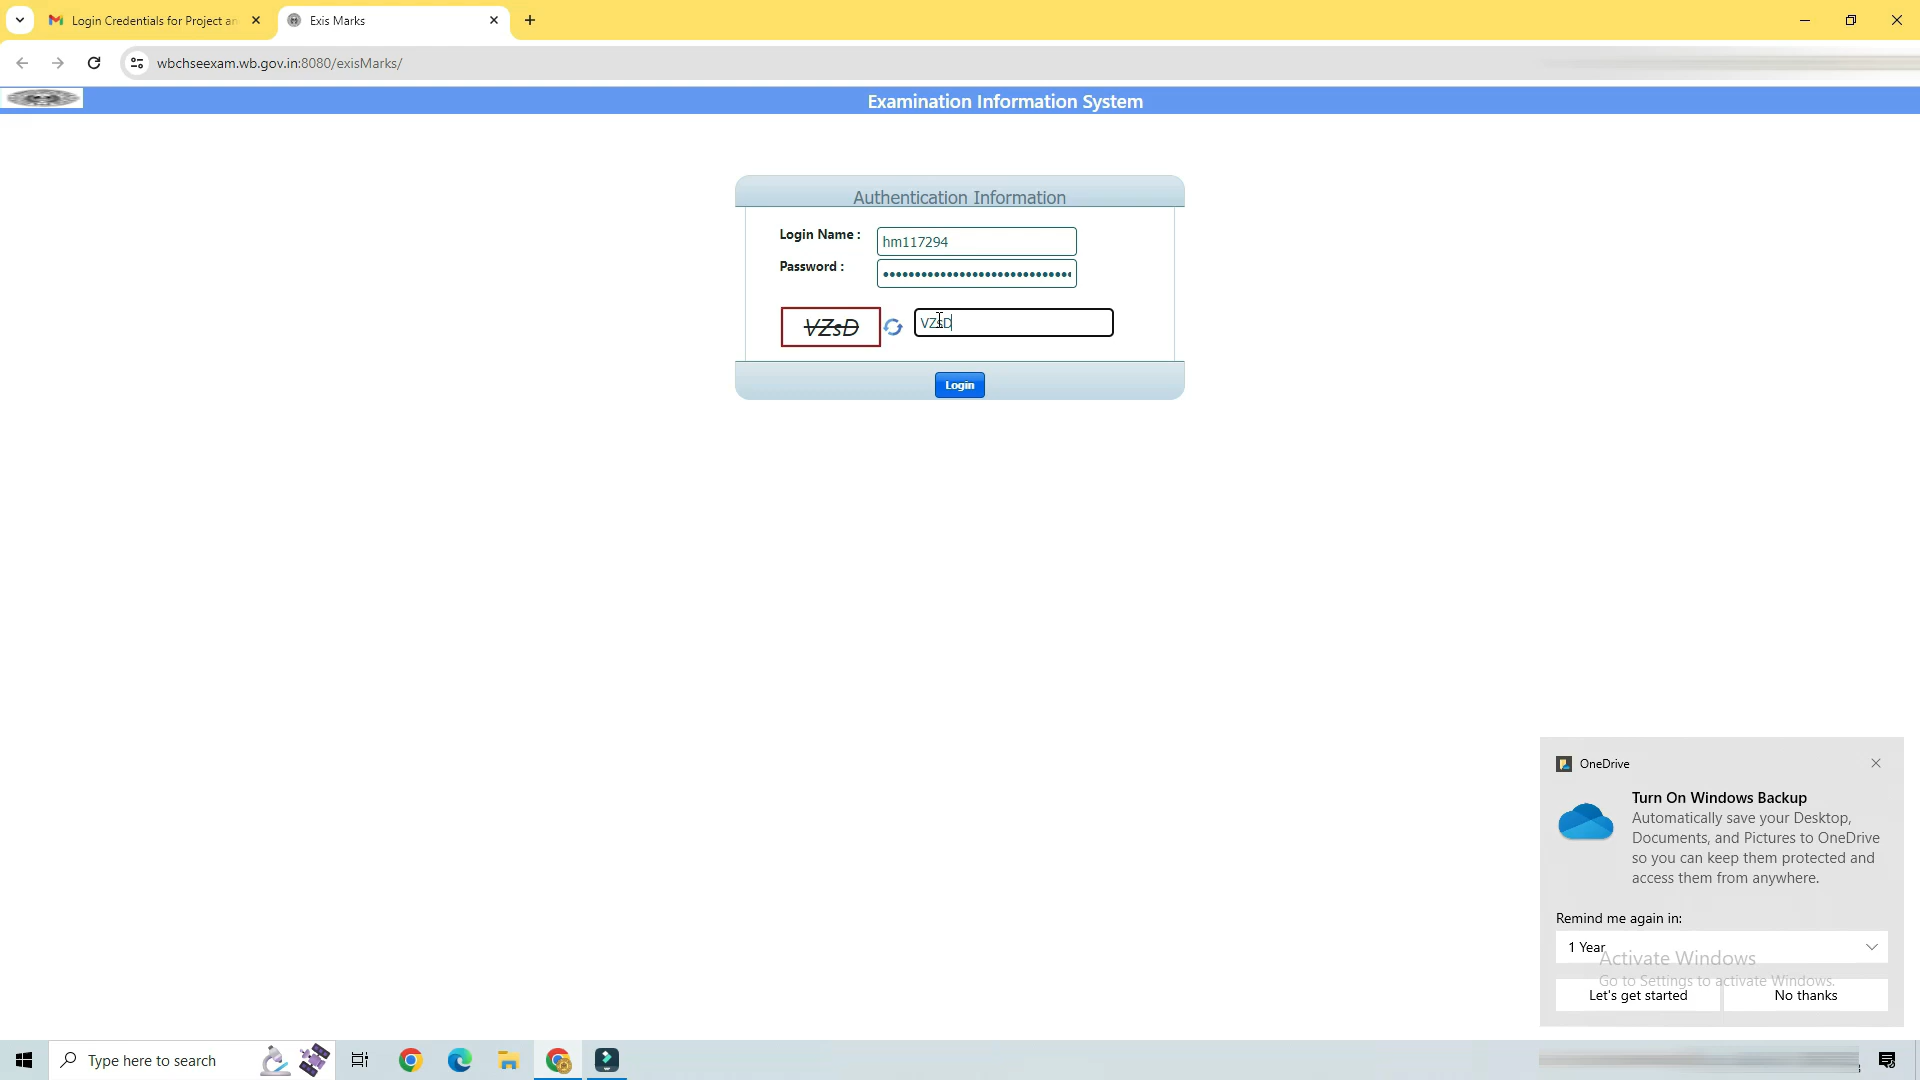 Login Credentials for Project an
Exis Marks
wbchseexam.wb.gov.in:8080/exisMarks/
Examination Information System
Authentication Information
Login Name :
hm117294
Password :
VZsD
VZsD
Login
OneDrive
Turn On Windows Backup
Automatically save your Desktop,
Documents, and Pictures to OneDrive
so you can keep them protected and
access them from anywhere.
Remind me again in:
1 Year
Activate Windows
Go to Settings to activate Windows.
Let's get started
No thanks
Type here to search